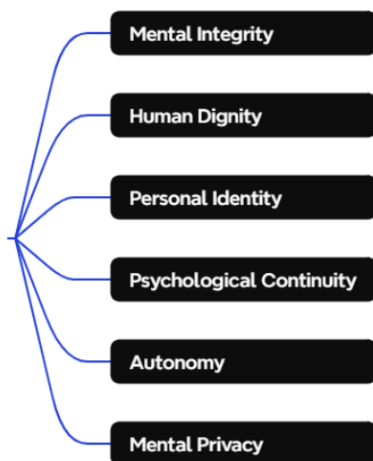 Mental Integrity
Human Dignity
Personal Identity
Psychological Continuity
Autonomy
Mental Privacy